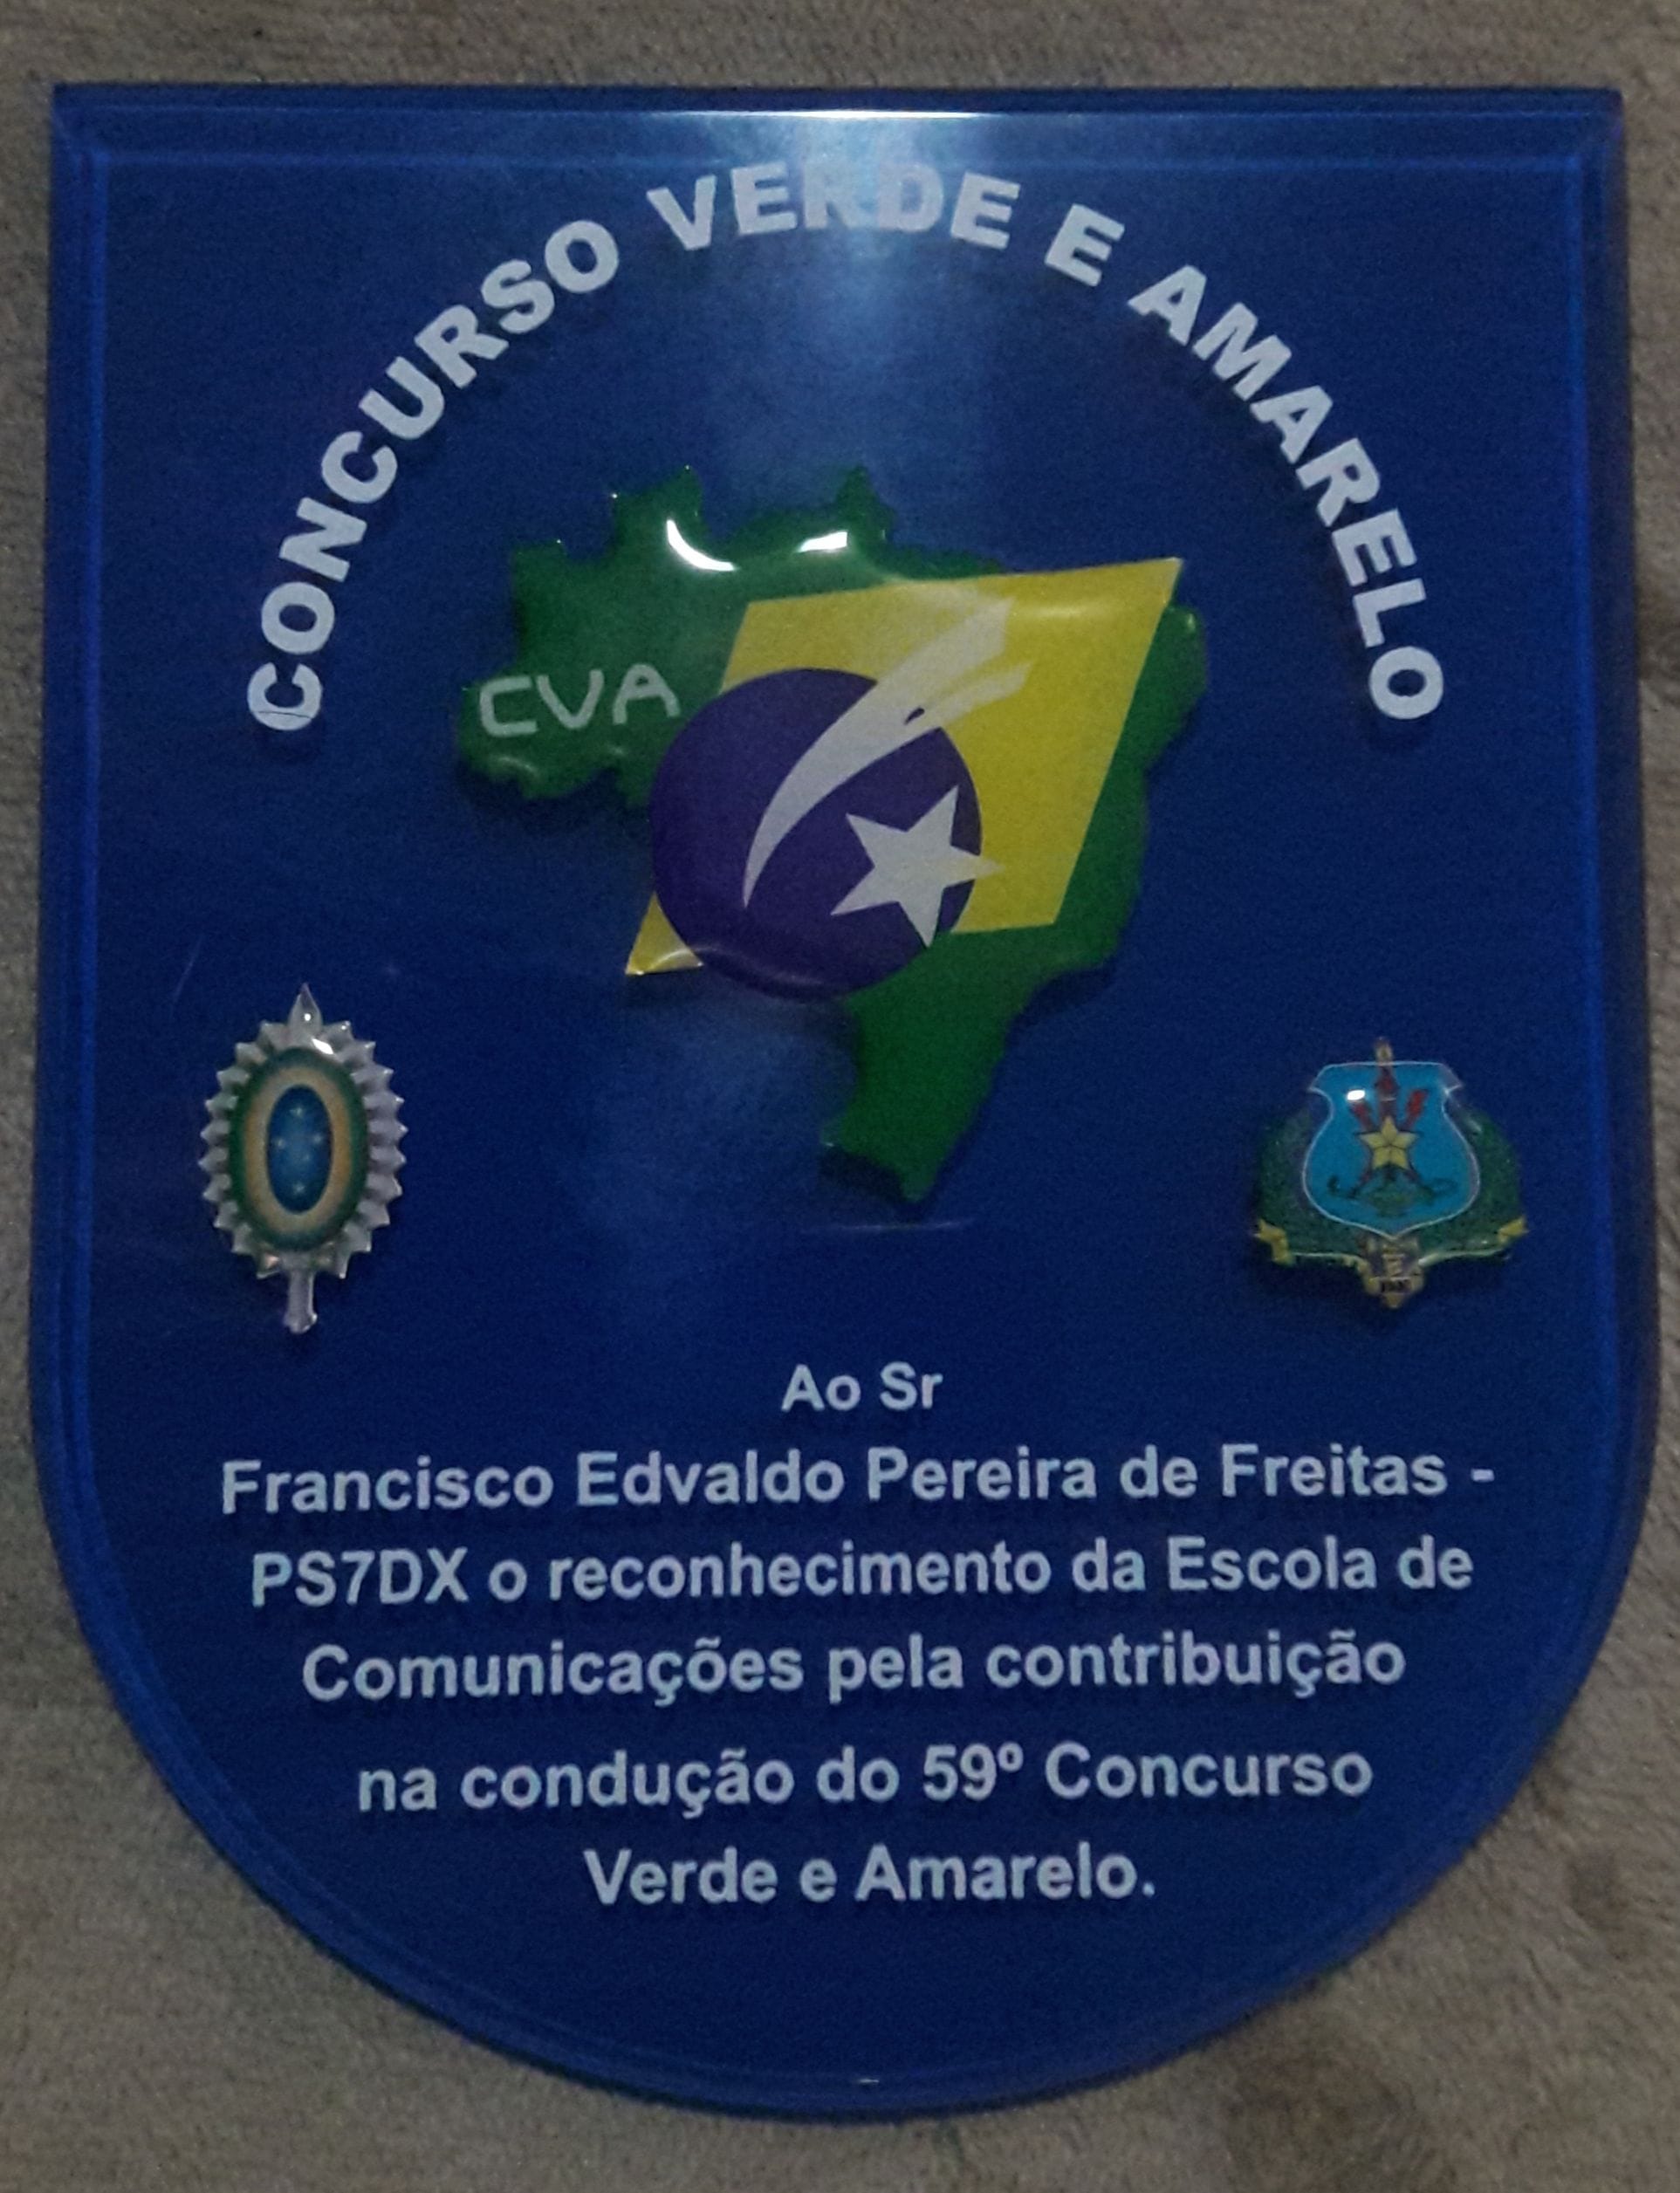 CONCURSO VERDE E AMARELO
CVA
Ao Sr
Francisco Edvaldo Pereira de Freitas -
PS7DX o reconhecimento da Escola de
Comunicações pela contribuição
na condução do 59º Concurso
Verde e Amarelo.